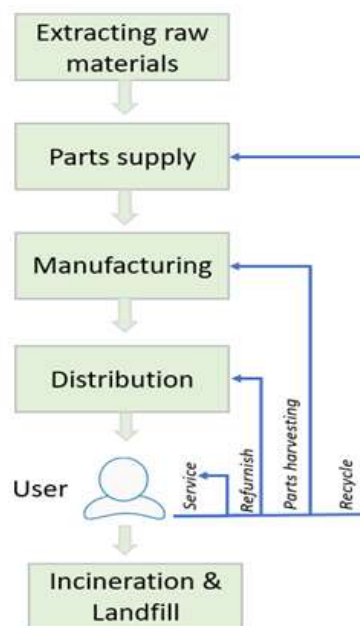 Extracting raw
materials
Parts supply
Manufacturing
Distribution
User
Service
Refurnish
Parts harvesting
Recycle
Incineration &
Landfill